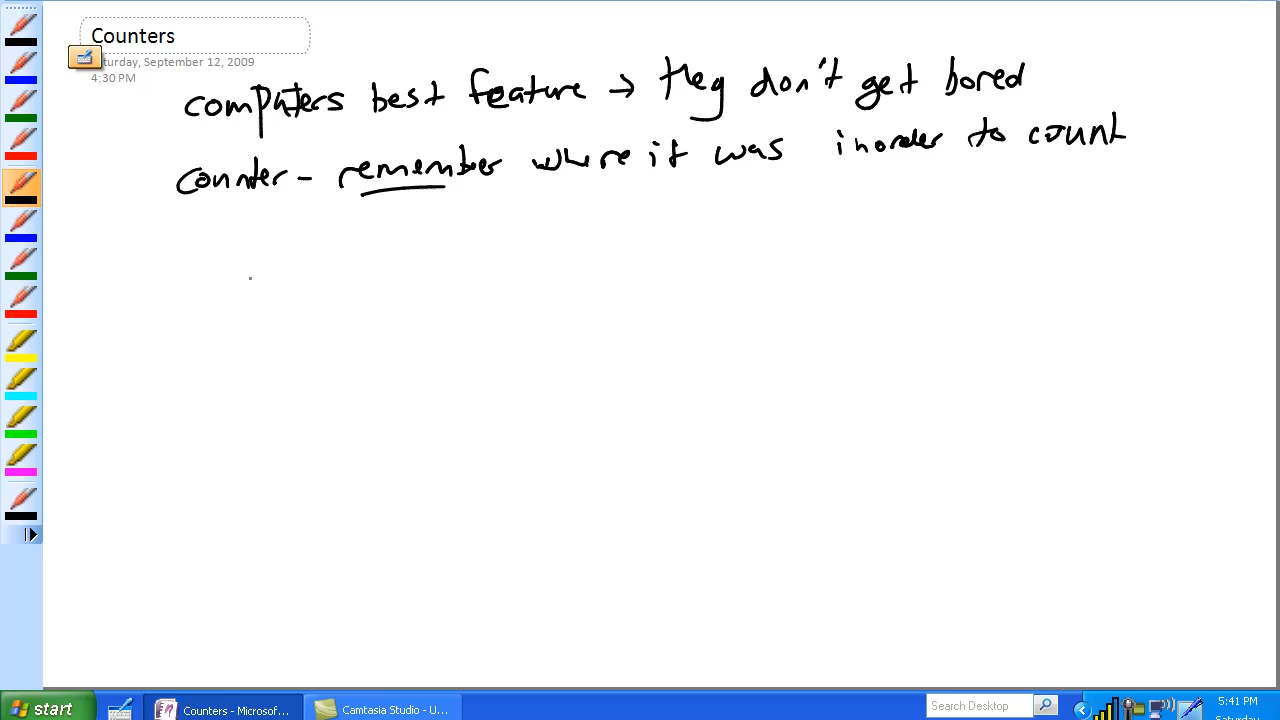 Counters
turday, September 12, 2009
4:30 PM
computers best feature → they don't get bored
counter - remember where it was inorder to count
start
Counters - Microsof...
Camtasia Studio - U...
Search Desktop
5:41 PM
Saturday